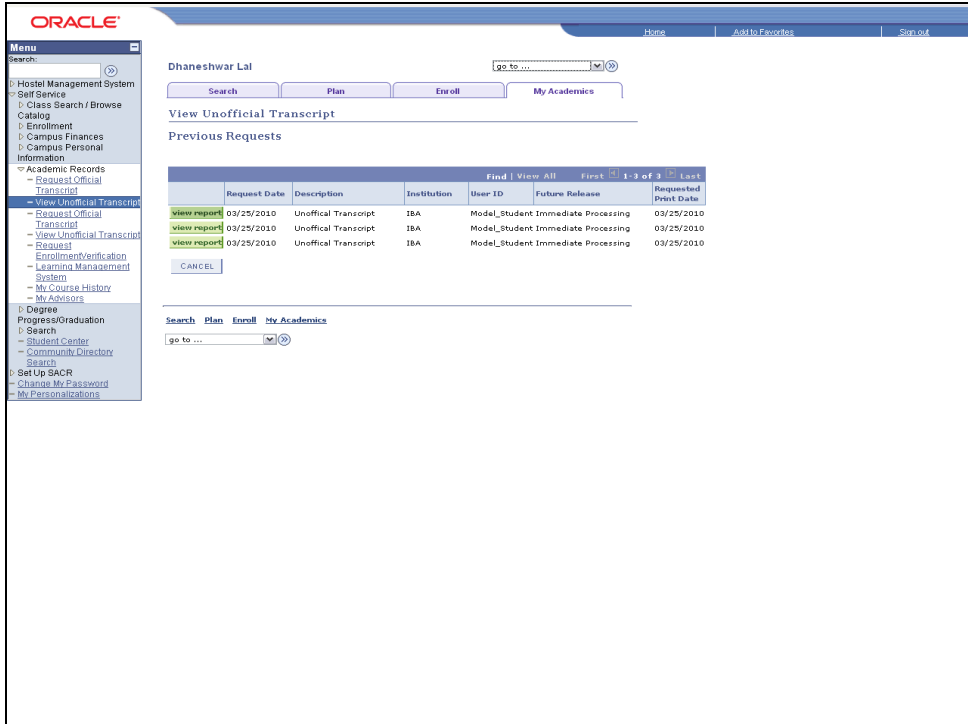 ORACLE'
Home Add to Favorites Sign out
Menu
Search:
Hostel Management System
Self Service
Class Search / Browse
Catalog
Enrollment
Campus Finances
Campus Personal
Information
Academic Records
Request Official
Transcript
View Unofficial Transcript
Request Official
Transcript
View Unofficial Transcript
Request
EnrollmentVerification
Learning Management
System
My Course History
My Advisors
Degree
Progress/Graduation
Search
Student Center
Community Directory
Search
Set Up SACR
Change My Password
My Personalizations
Dhaneshwar Lal go to ...
Search Plan Enroll My Academics
View Unofficial Transcript
Previous Requests
Find | View All First 1-3 of 3 Last
Request Date Description Institution User ID Future Release Requested Print Date
view report 03/25/2010 Unoffical Transcript IBA Model_Student Immediate Processing 03/25/2010
view report 03/25/2010 Unoffical Transcript IBA Model_Student Immediate Processing 03/25/2010
view report 03/25/2010 Unoffical Transcript IBA Model_Student Immediate Processing 03/25/2010
CANCEL
Search Plan Enroll My Academics
go to ...